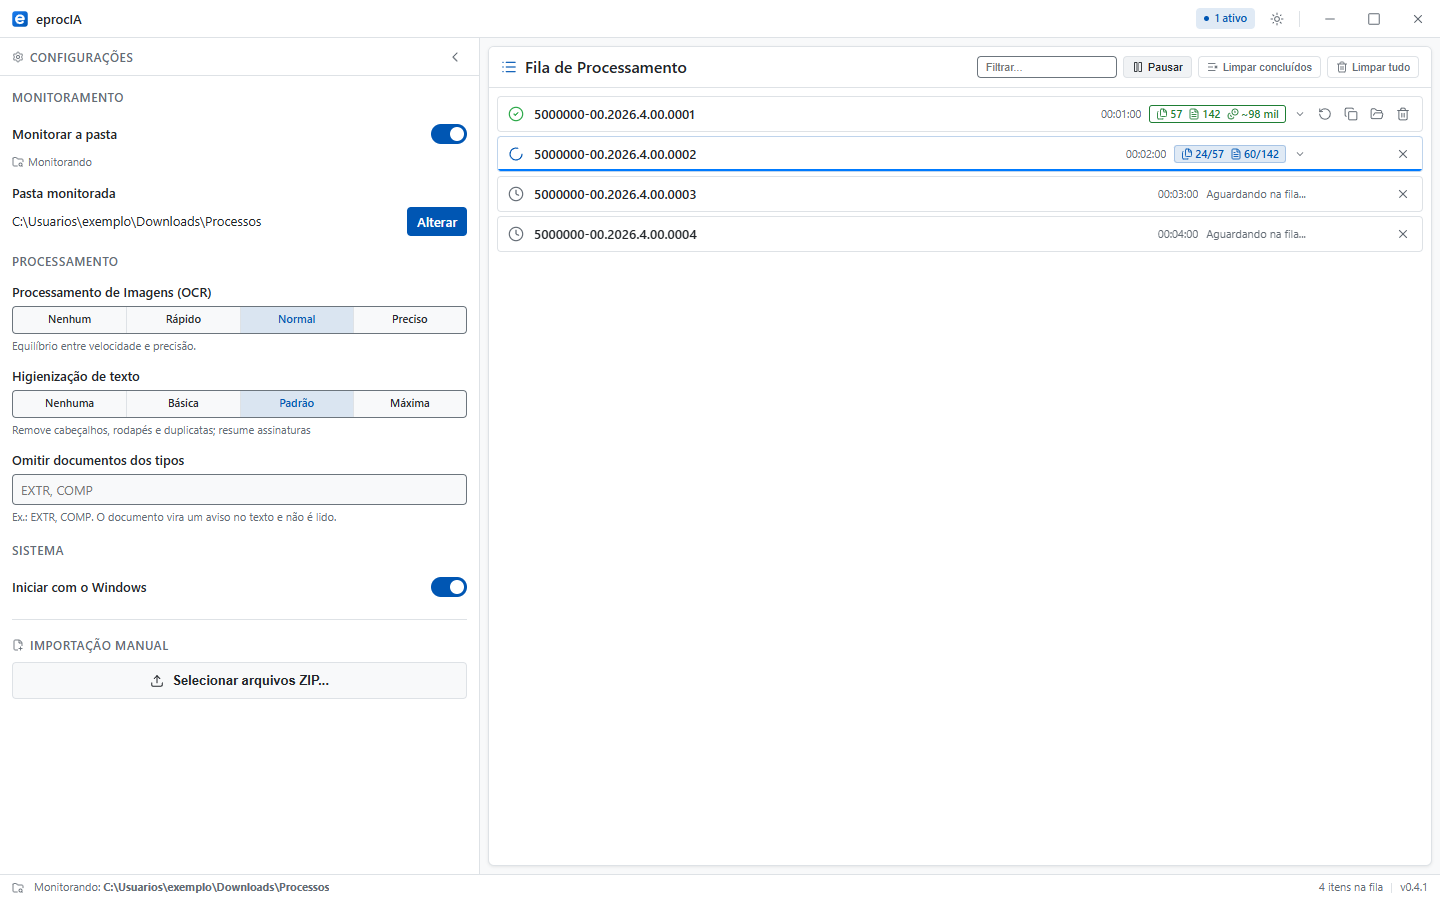 eprocIA
1 ativo
CONFIGURAÇÕES
MONITORAMENTO
Monitorar a pasta
Monitorando
Pasta monitorada
C:\Usuarios\exemplo\Downloads\Processos
Alterar
PROCESSAMENTO
Processamento de Imagens (OCR)
Nenhum Rápido Normal Preciso
Equilíbrio entre velocidade e precisão.
Higienização de texto
Nenhuma Básica Padrão Máxima
Remove cabeçalhos, rodapés e duplicatas; resume assinaturas
Omitir documentos dos tipos
EXTR, COMP
Ex.: EXTR, COMP. O documento vira um aviso no texto e não é lido.
SISTEMA
Iniciar com o Windows
IMPORTAÇÃO MANUAL
Selecionar arquivos ZIP...
Fila de Processamento
Filtrar... Pausar Limpar concluídos Limpar tudo
5000000-00.2026.4.00.0001 00:01:00 57 142 ~98 mil
5000000-00.2026.4.00.0002 00:02:00 24/57 60/142
5000000-00.2026.4.00.0003 00:03:00 Aguardando na fila...
5000000-00.2026.4.00.0004 00:04:00 Aguardando na fila...
Monitorando: C:\Usuarios\exemplo\Downloads\Processos
4 itens na fila v0.4.1